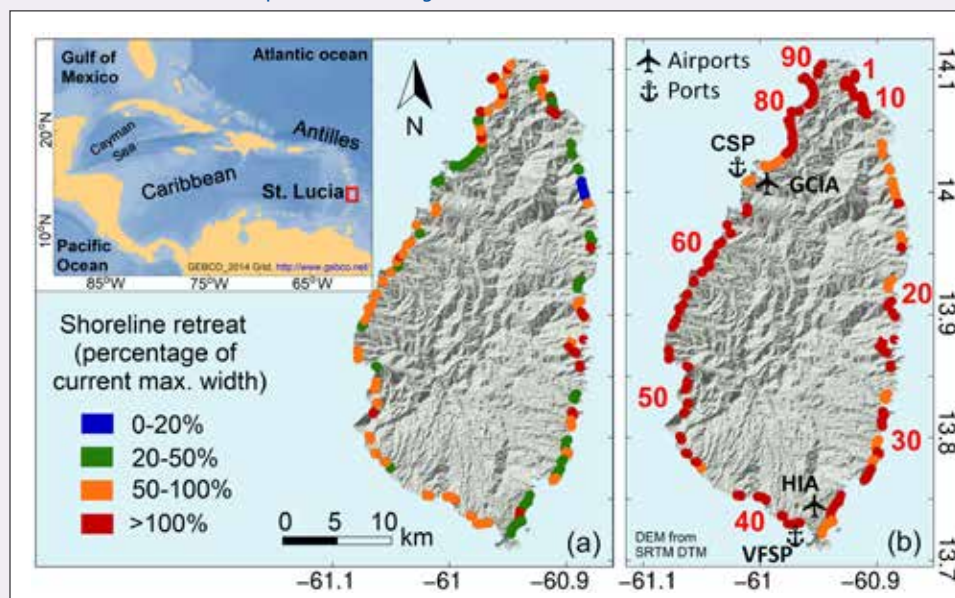 Gulf of
Mexico
Atlantic ocean
Antilles
Cayman
Sea
Caribbean
St. Lucia
Pacific
Ocean
GEBCO_2014 Grid, http://www.gebco.net/
20°N
10°N
85°W
75°W
65°W
N
Shoreline retreat
(percentage of
current max. width)
0-20%
20-50%
50-100%
>100%
0 5 10
km
(a)
−61.1
−61
−60.9
Airports
Ports
90
1
80
10
CSP
GCIA
60
20
50
30
HIA
40
VFSP
DEM from
SRTM DTM
(b)
14.1
14
13.9
13.8
13.7
−61.1
−61
−60.9